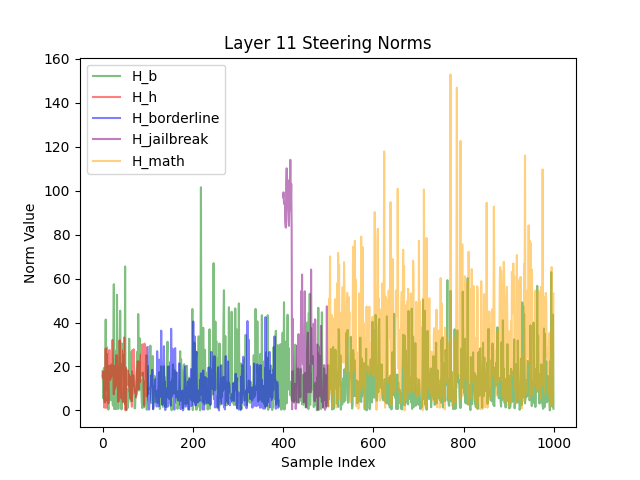 Layer 11 Steering Norms
Norm Value
160
140
120
100
80
60
40
20
0
H_b
H_h
H_borderline
H_jailbreak
H_math
0
200
400
600
800
1000
Sample Index